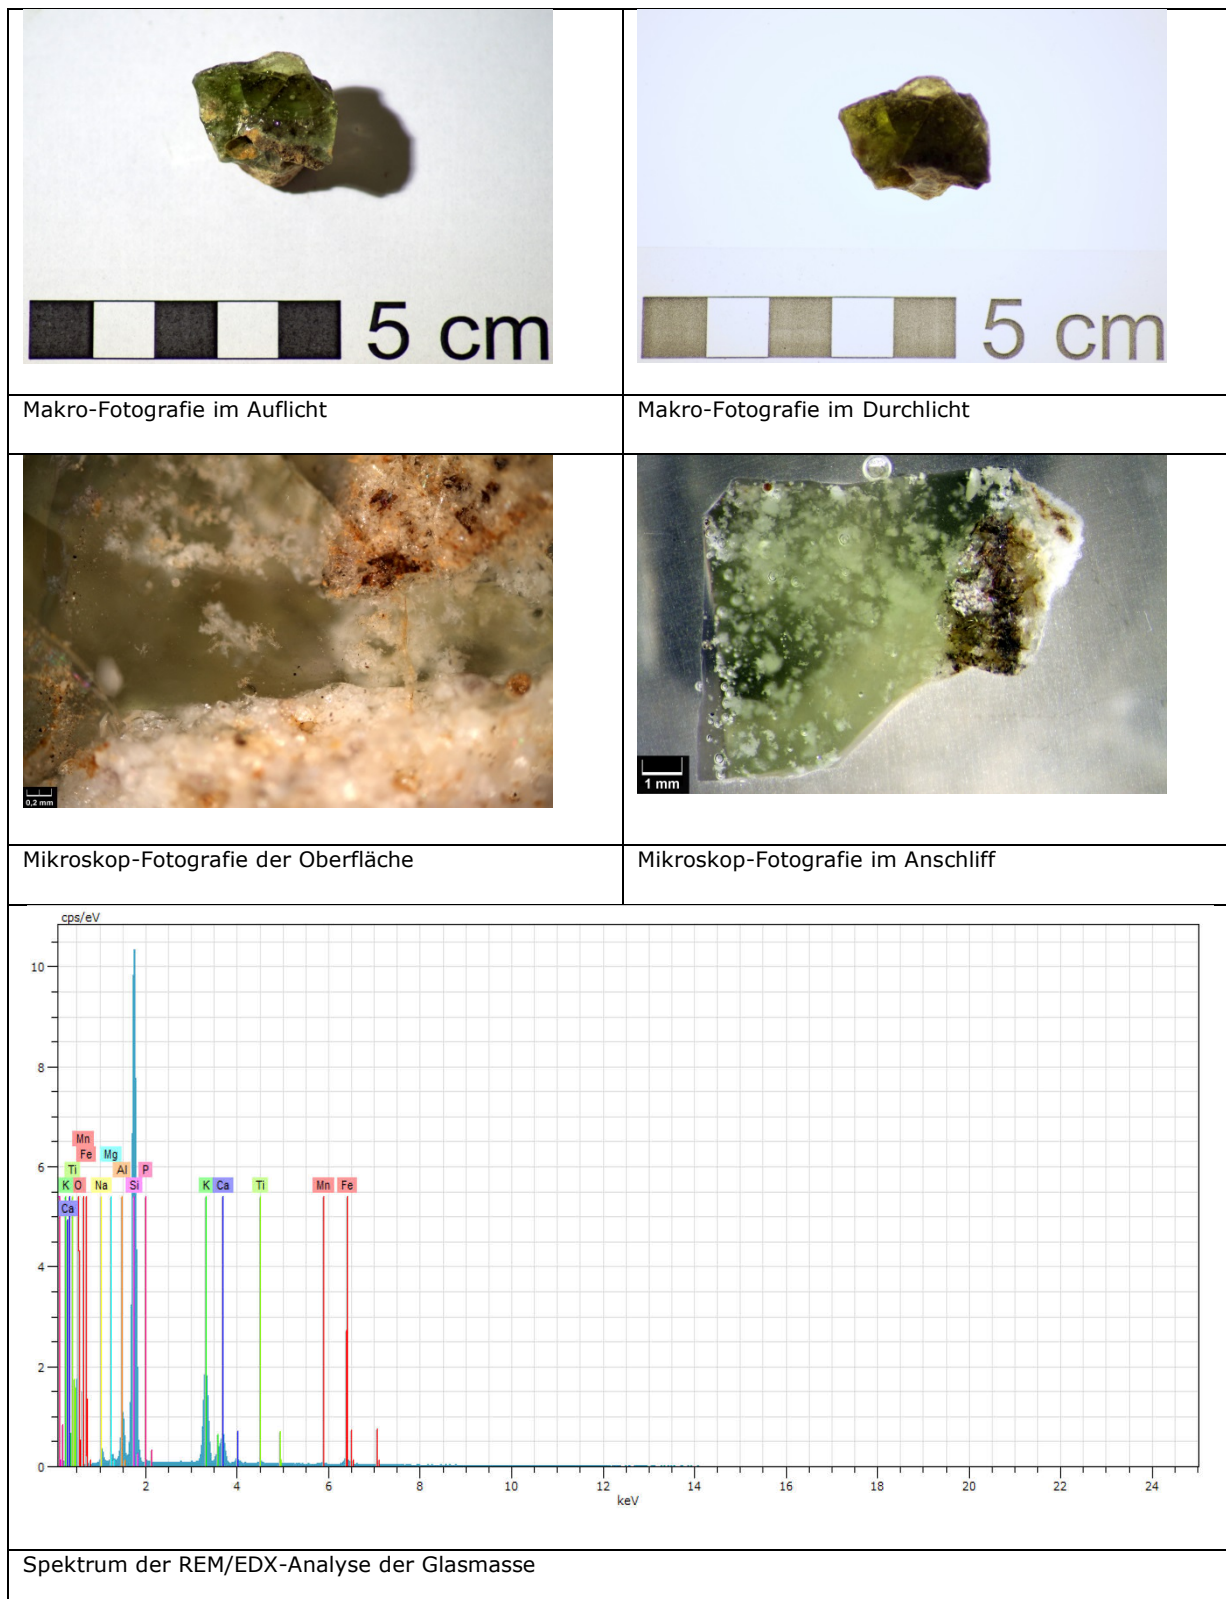 5 cm
5 cm
Makro-Fotografie im Auflicht
Makro-Fotografie im Durchlicht
0,2 mm
1 mm
Mikroskop-Fotografie der Oberfläche
Mikroskop-Fotografie im Anschliff
cps/eV
10
8
6
4
2
0
Mn
Fe
Mg
Ti
Al
P
K
O
Na
Si
K
Ca
Ti
Mn
Fe
Ca
2
4
6
8
10
12
14
16
18
20
22
24
keV
Spektrum der REM/EDX-Analyse der Glasmasse